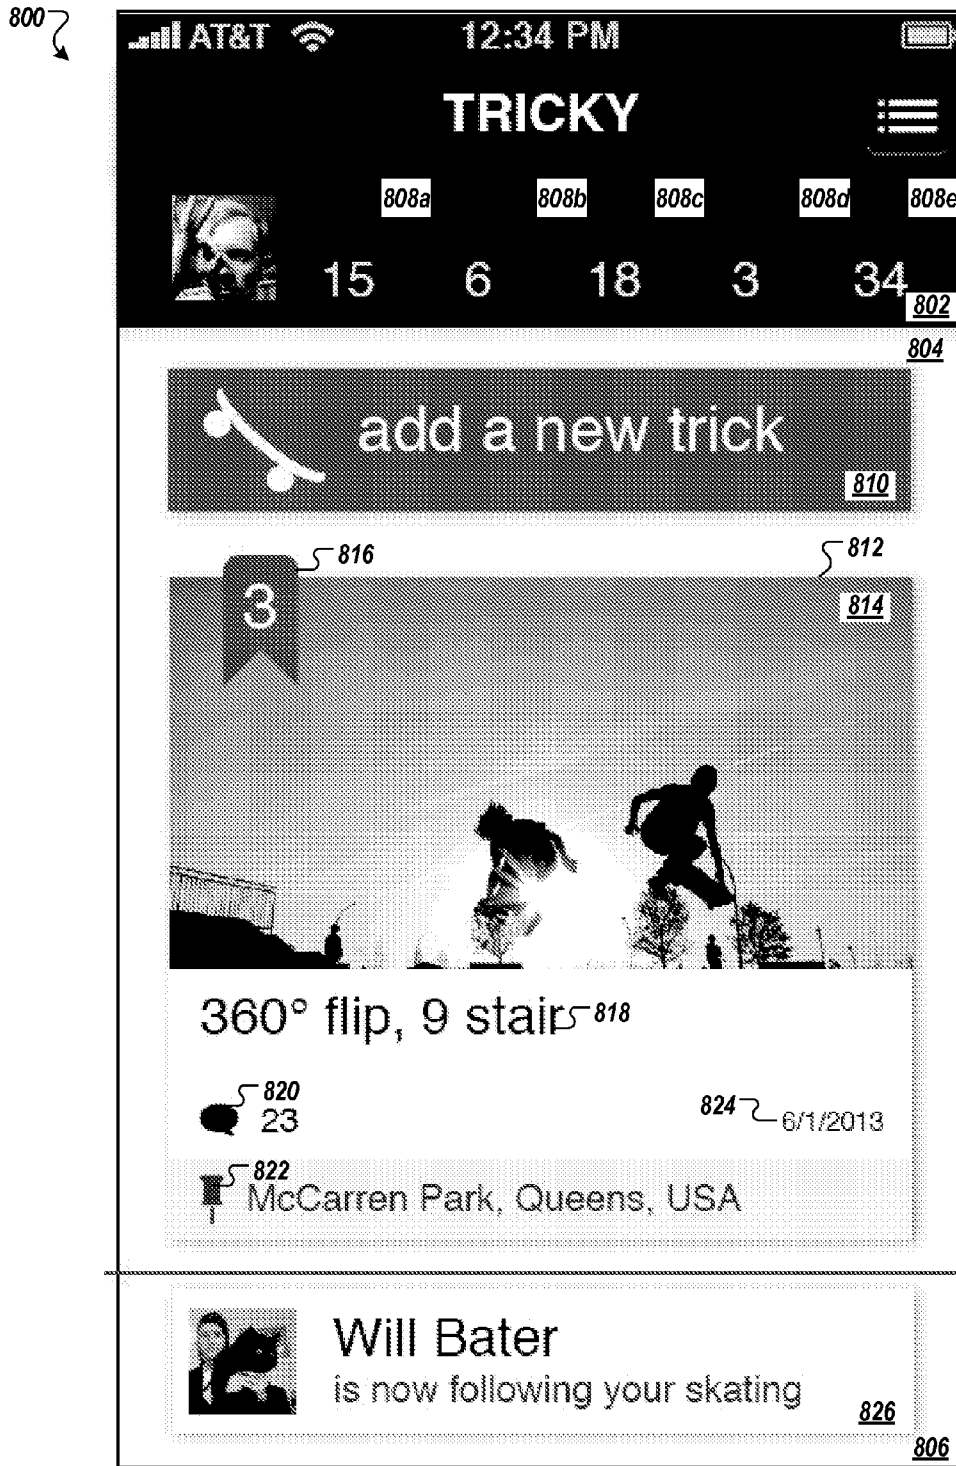 800
AT&T 12:34 PM
TRICKY
808a 808b 808c 808d 808e
15 6 18 3 34
802
804
add a new trick
810
816 812
3 814
360° flip, 9 stair 818
820
23 824 6/1/2013
822
McCarren Park, Queens, USA
Will Bater
is now following your skating
826
806